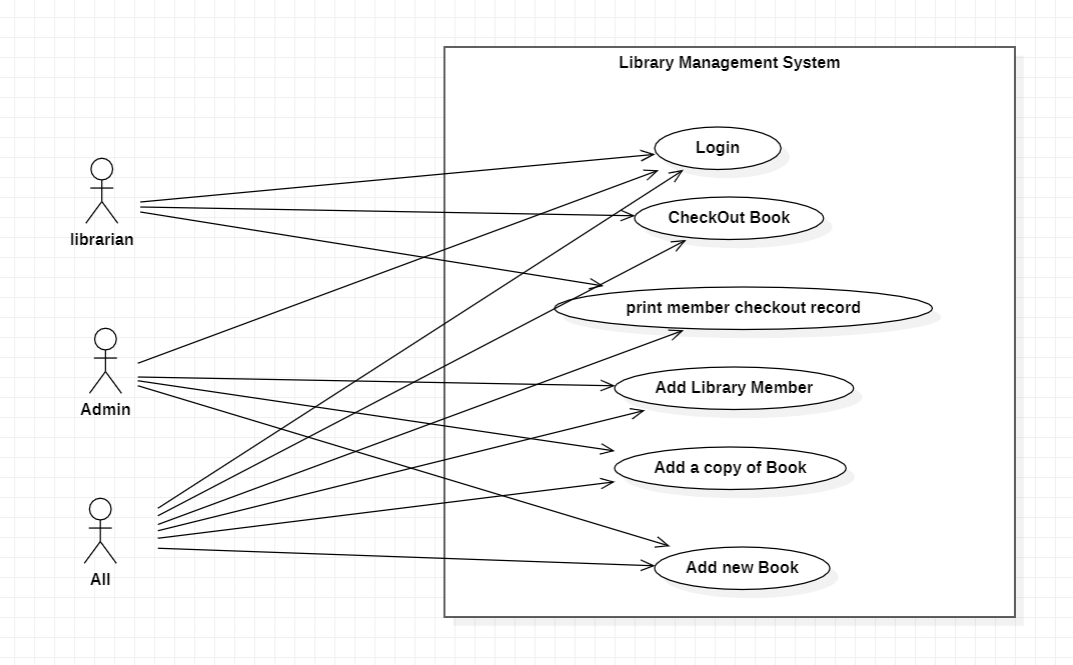 Library Management System
Login
librarian
CheckOut Book
print member checkout record
Admin
Add Library Member
Add a copy of Book
All
Add new Book